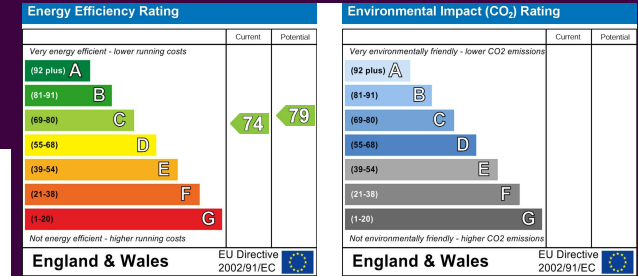 Energy Efficiency Rating
Current Potential
Very energy efficient - lower running costs
(92 plus) A
(81-91) B
(69-80) C
(55-68) D
(39-54) E
(21-38) F
(1-20) G
74
79
Not energy efficient - higher running costs
England & Wales
EU Directive
2002/91/EC
Environmental Impact (CO₂) Rating
Current Potential
Very environmentally friendly - lower CO2 emissions
(92 plus) A
(81-91) B
(69-80) C
(55-68) D
(39-54) E
(21-38) F
(1-20) G
Not environmentally friendly - higher CO2 emissions
England & Wales
EU Directive
2002/91/EC